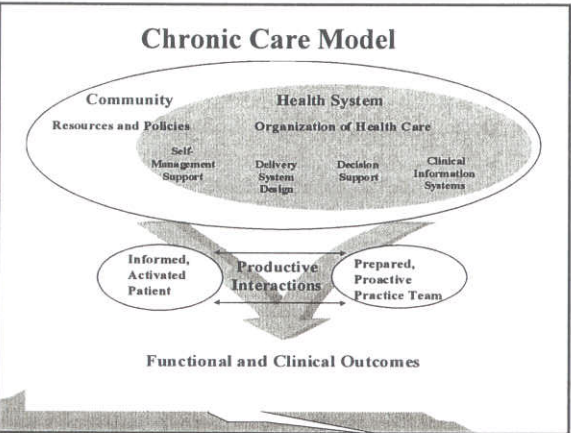 Chronic Care Model
Community
Health System
Resources and Policies
Organization of Health Care
Self-
Management
Support
Delivery
System
Design
Decision
Support
Clinical
Information
Systems
Informed,
Activated
Patient
Productive
Interactions
Prepared,
Proactive
Practice Team
Functional and Clinical Outcomes